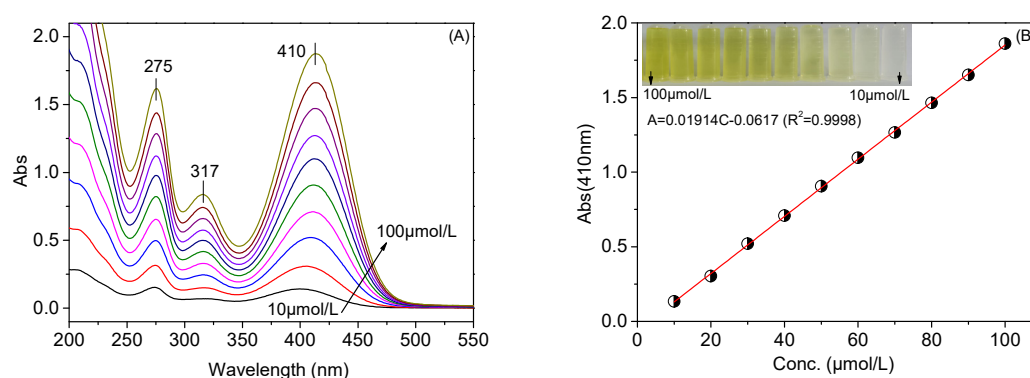 (A)
2.0
1.5
1.0
0.5
0.0
Abs
275
317
410
100μmol/L
10μmol/L
200 250 300 350 400 450 500 550
Wavelength (nm)
(B
2.0
1.5
1.0
0.5
0.0
Abs(410nm)
100μmol/L
10μmol/L
A=0.01914C-0.0617 (R²=0.9998)
0 20 40 60 80 100
Conc. (μmol/L)